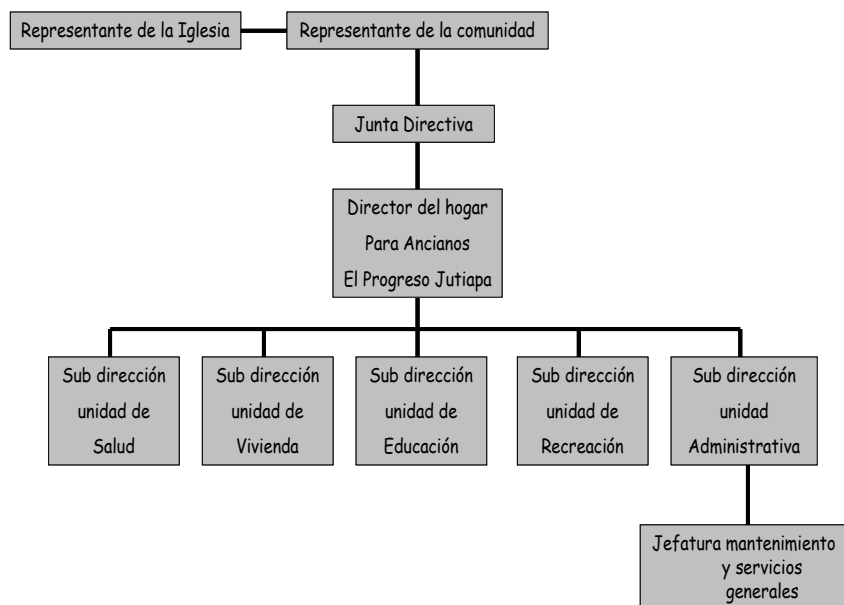 Representante de la Iglesia
Representante de la comunidad
Junta Directiva
Director del hogar
Para Ancianos
El Progreso Jutiapa
Sub dirección
unidad de
Salud
Sub dirección
unidad de
Vivienda
Sub dirección
unidad de
Educación
Sub dirección
unidad de
Recreación
Sub dirección
unidad
Administrativa
Jefatura mantenimiento
y servicios
generales